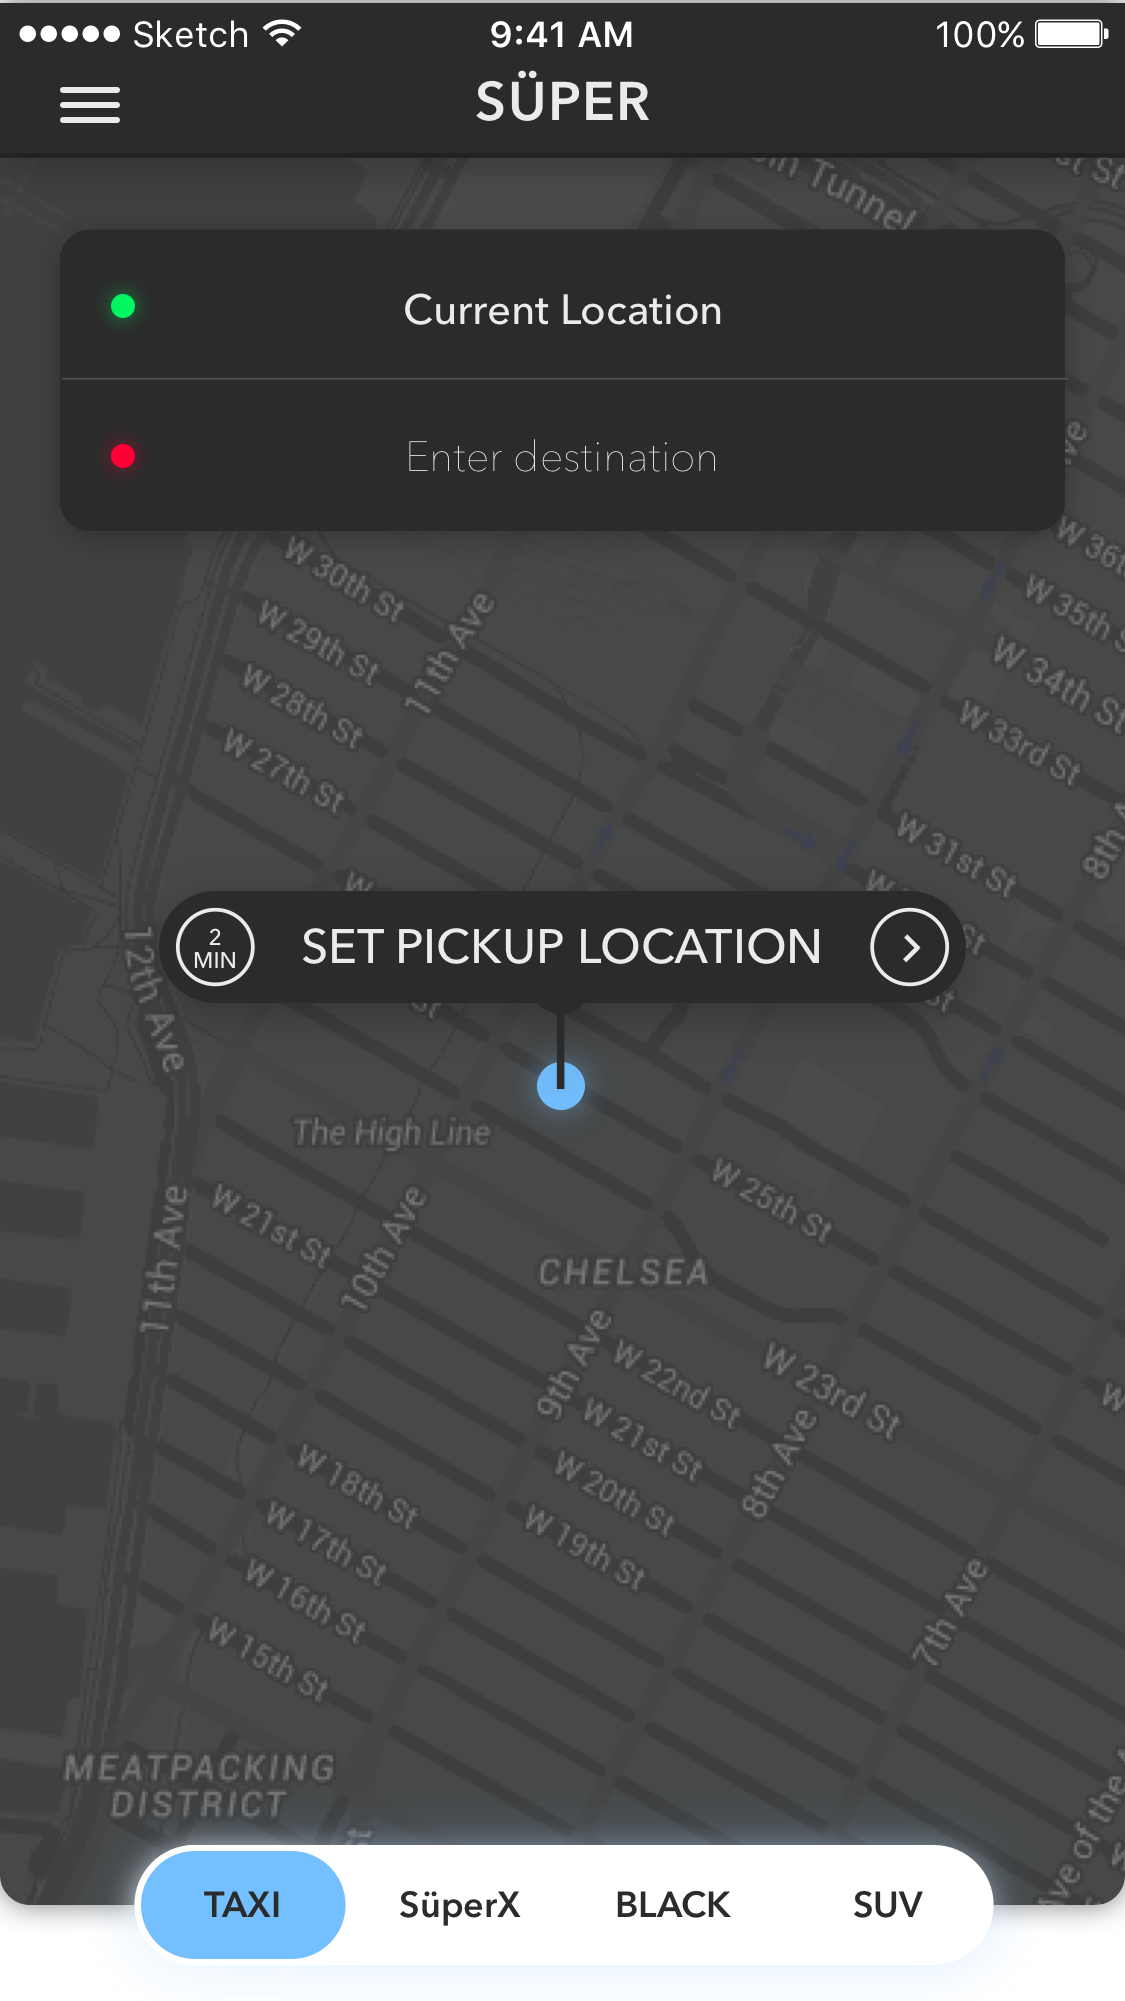 Sketch
9:41 AM
100%
SÜPER
Tunnel
Current Location
Enter destination
W 36t
W 30th St
W 35th S
W 29th St
11th Ave
W 34th St
W 28th St
W 33rd St
W 27th St
W 31st St
8th A
2 MIN
SET PICKUP LOCATION
12th Ave
The High Line
W 25th St
W 21st St
10th Ave
11th Ave
CHELSEA
9th Ave
W 22nd St
W 23rd St
W 21st St
8th Ave
W 20th St
W 18th St
W 19th St
W 17th St
W 16th St
7th Ave
W 15th St
MEATPACKING
DISTRICT
ve of the
TAXI
SüperX
BLACK
SUV